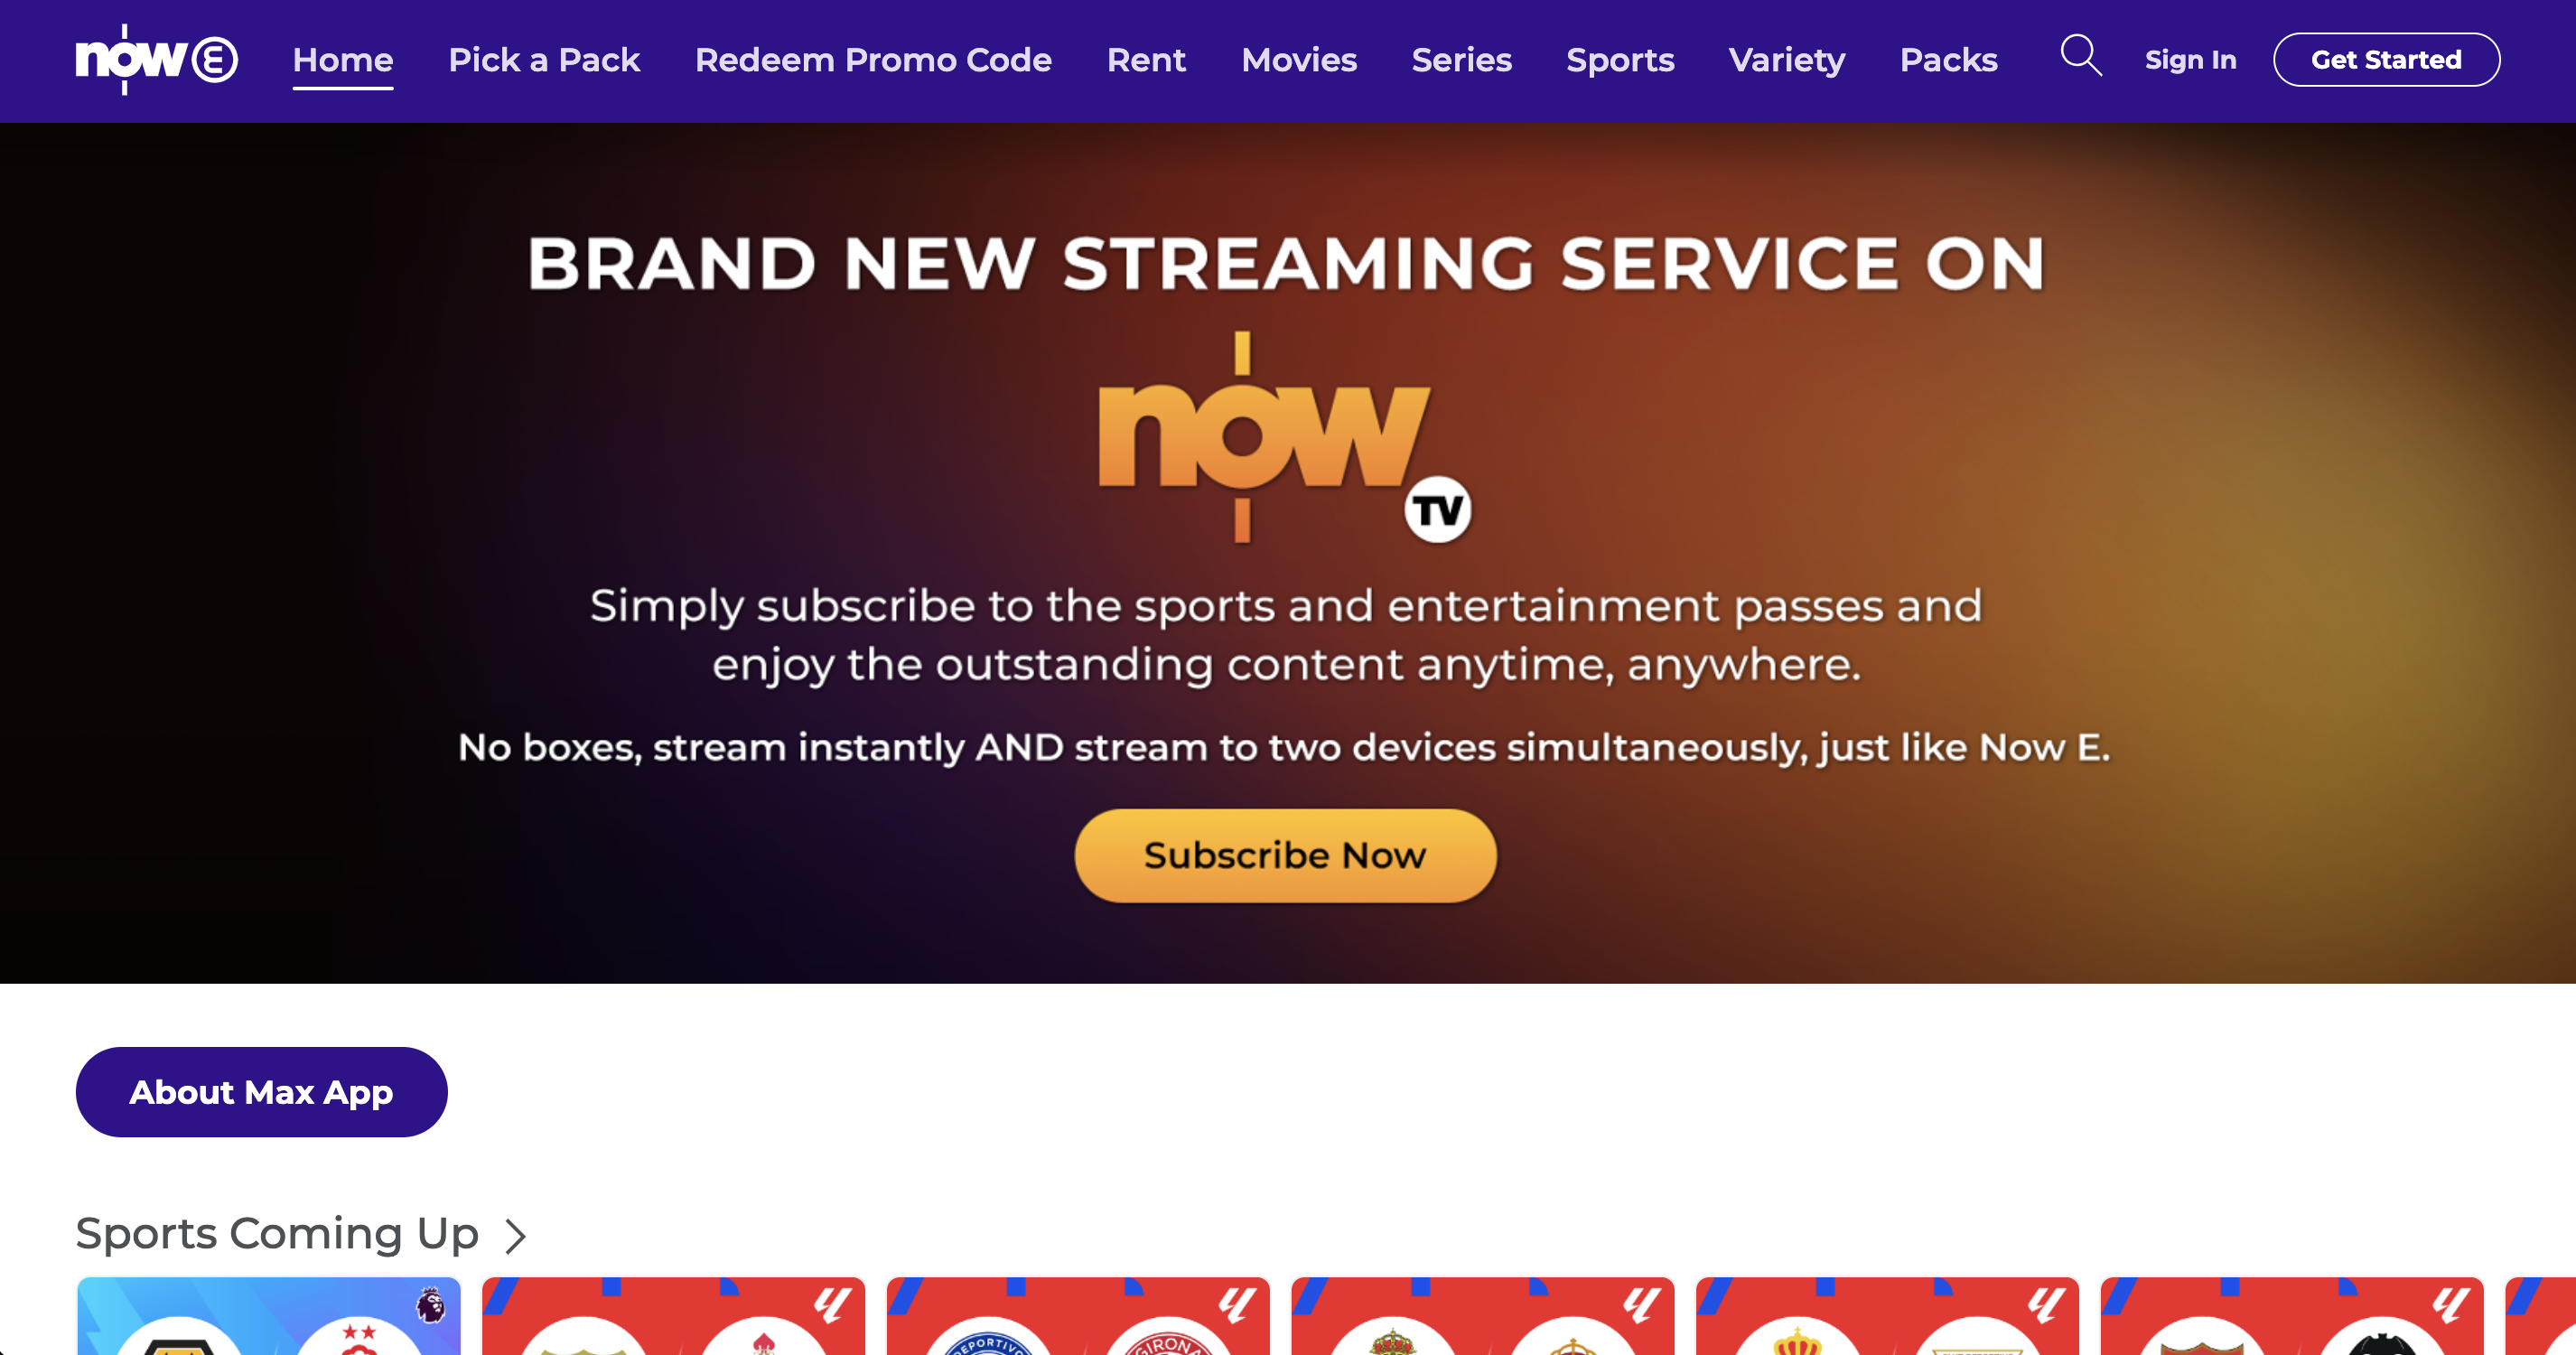 now E
Home
Pick a Pack
Redeem Promo Code
Rent
Movies
Series
Sports
Variety
Packs
Sign In
Get Started
BRAND NEW STREAMING SERVICE ON
now
TV
Simply subscribe to the sports and entertainment passes and
enjoy the outstanding content anytime, anywhere.
No boxes, stream instantly AND stream to two devices simultaneously, just like Now E.
Subscribe Now
About Max App
Sports Coming Up
DEPORTIVO
GIRONA